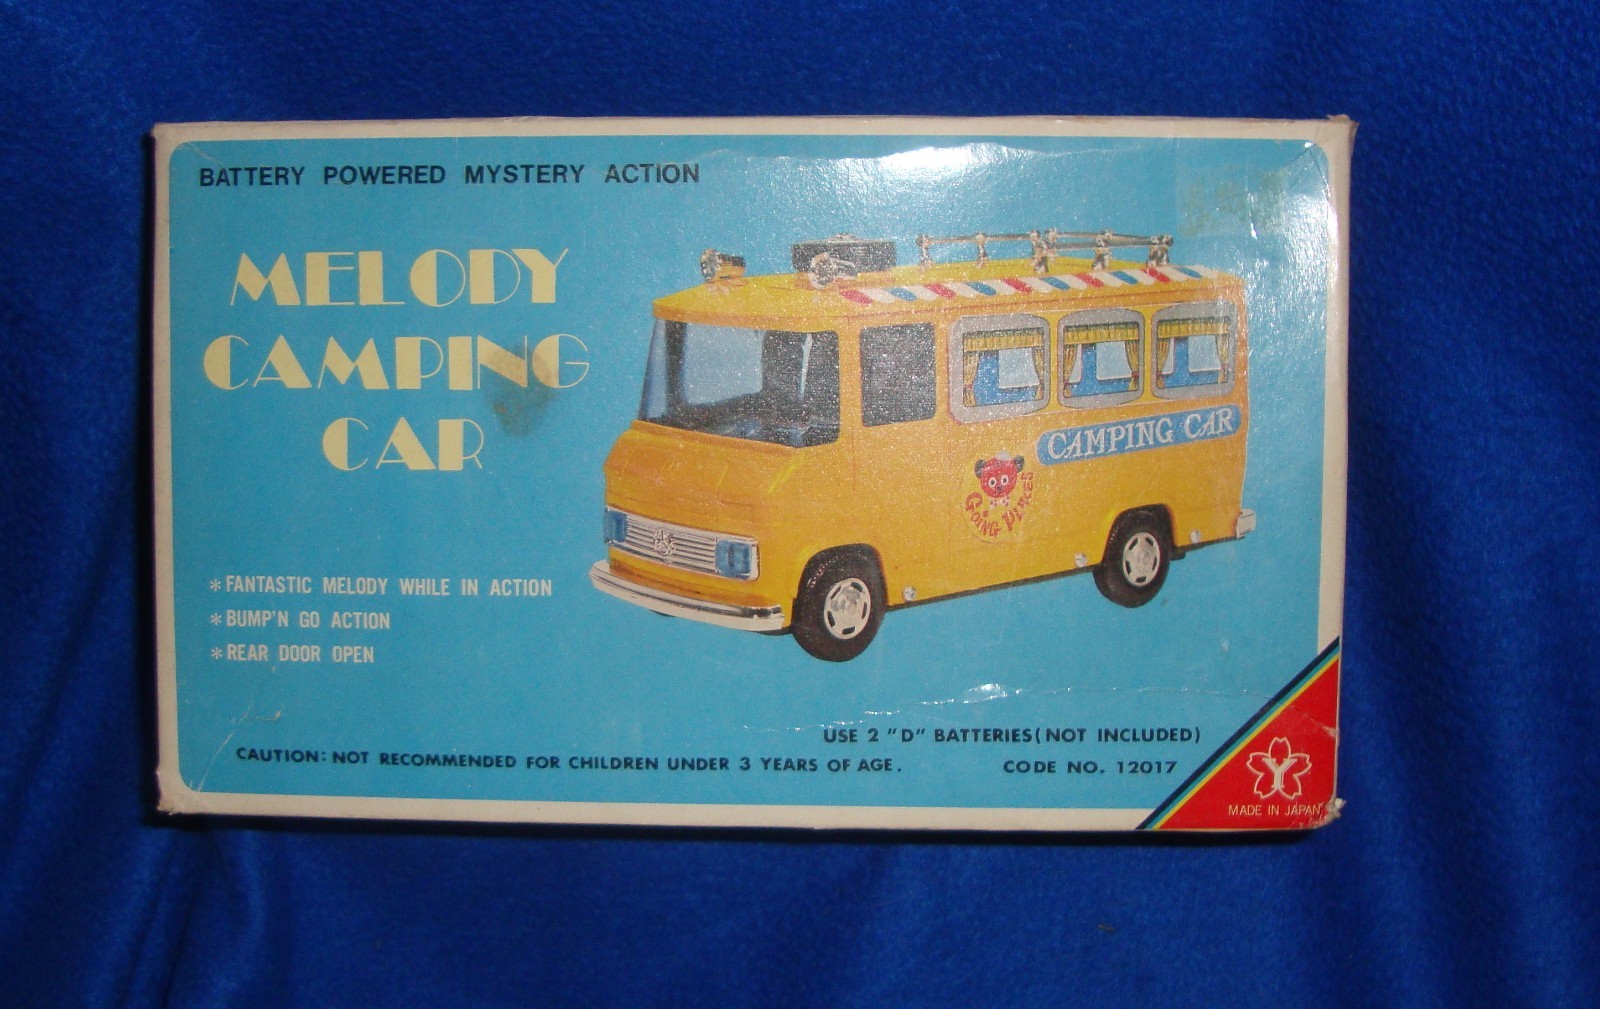 BATTERY POWERED MYSTERY ACTION
MELODY
CAMPING
CAR
*FANTASTIC MELODY WHILE IN ACTION
*BUMP'N GO ACTION
*REAR DOOR OPEN
CAMPING CAR
GOING PLACES
USE 2 "D" BATTERIES(NOT INCLUDED)
CAUTION: NOT RECOMMENDED FOR CHILDREN UNDER 3 YEARS OF AGE.
CODE NO. 12017
Y
MADE IN JAPAN